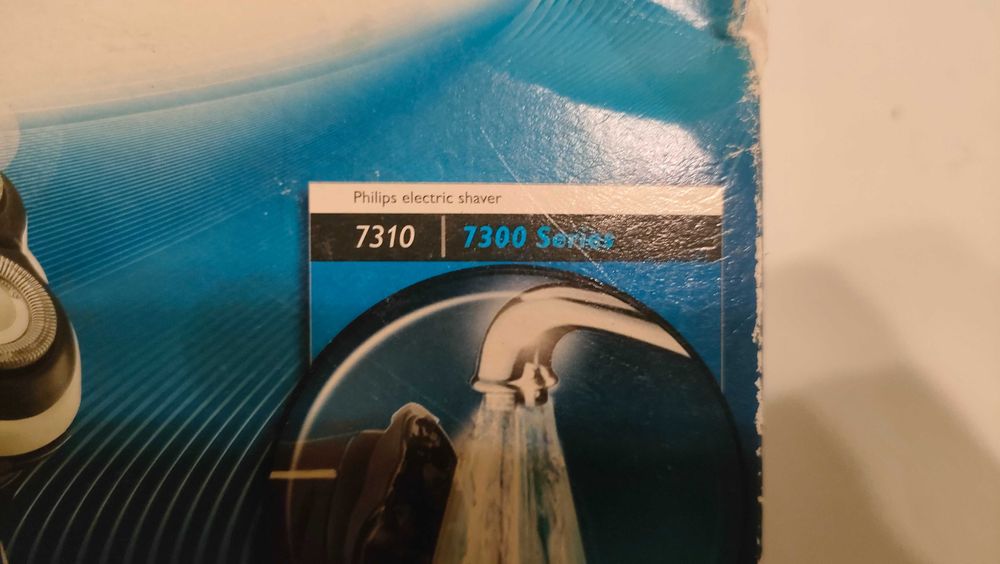 Philips electric shaver
7310 | 7300 Series